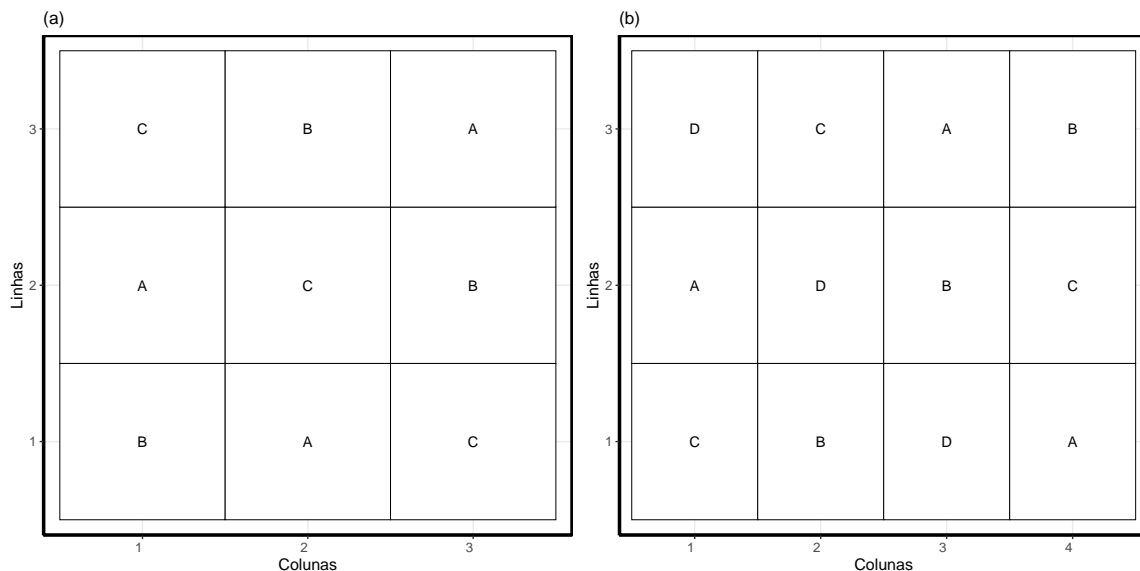 (a)
C B A
3
A C B
2
B A C
1
Linhas
1 2 3
Colunas
(b)
D C A B
3
A D B C
2
C B D A
1
Linhas
1 2 3 4
Colunas